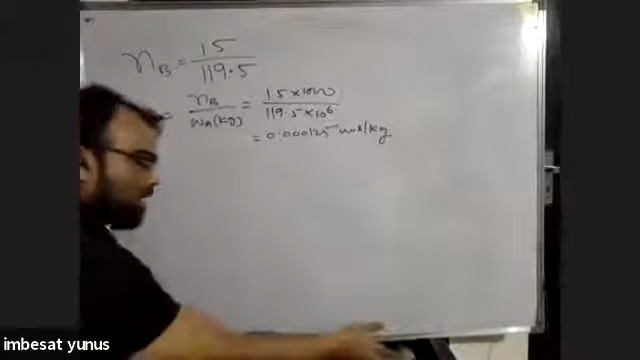 n_B = 15 / 119.5
= n_B / W_A(KG) = 15 × 1000 / 119.5 × 10^6
= 0.000125 mol/kg
imbesat yunus